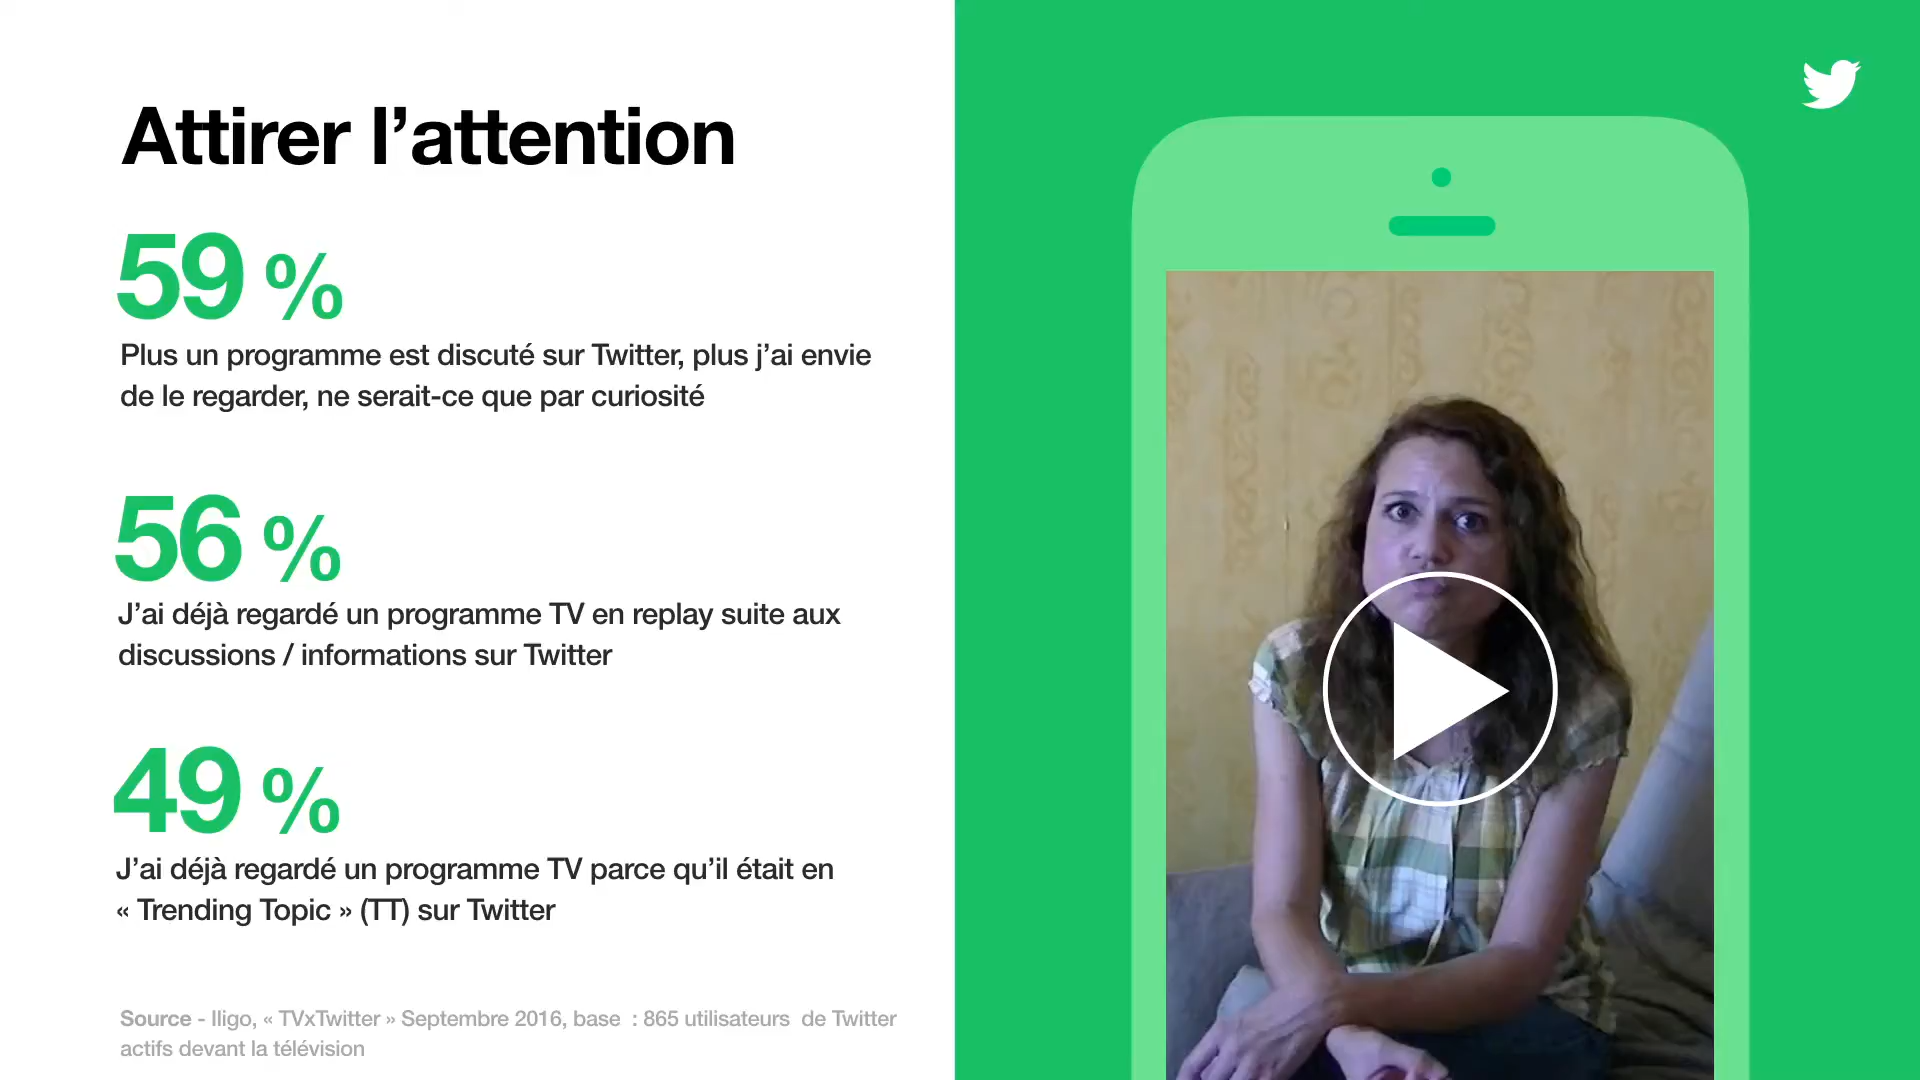 Attirer l’attention
59 %
Plus un programme est discuté sur Twitter, plus j’ai envie
de le regarder, ne serait-ce que par curiosité
56 %
J’ai déjà regardé un programme TV en replay suite aux
discussions / informations sur Twitter
49 %
J’ai déjà regardé un programme TV parce qu’il était en
« Trending Topic » (TT) sur Twitter
Source - Iligo, « TVxTwitter » Septembre 2016, base : 865 utilisateurs de Twitter
actifs devant la télévision